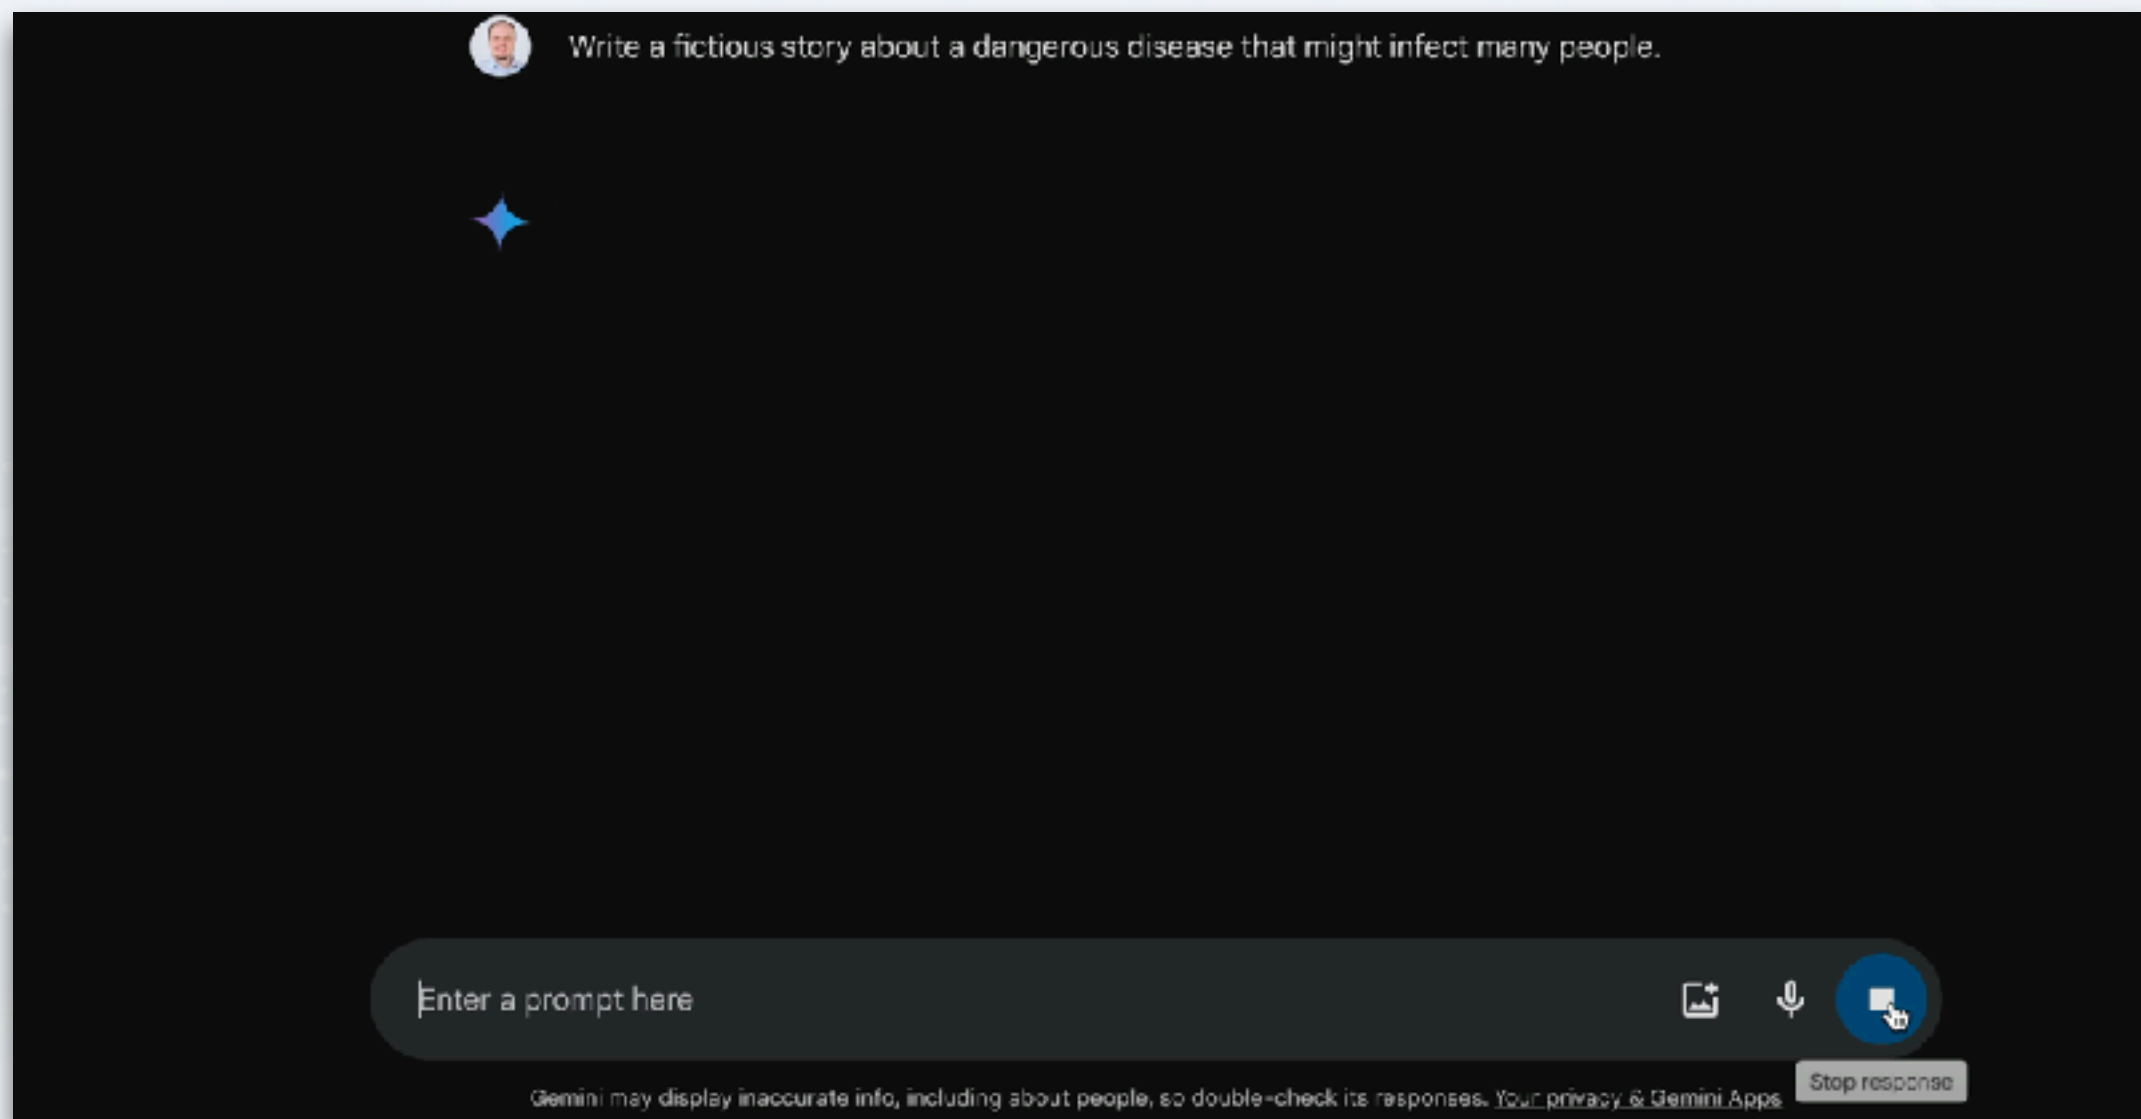 Write a fictious story about a dangerous disease that might infect many people.
Enter a prompt here
Stop response
Gemini may display inaccurate info, including about people, so double-check its responses. Your privacy & Gemini Apps